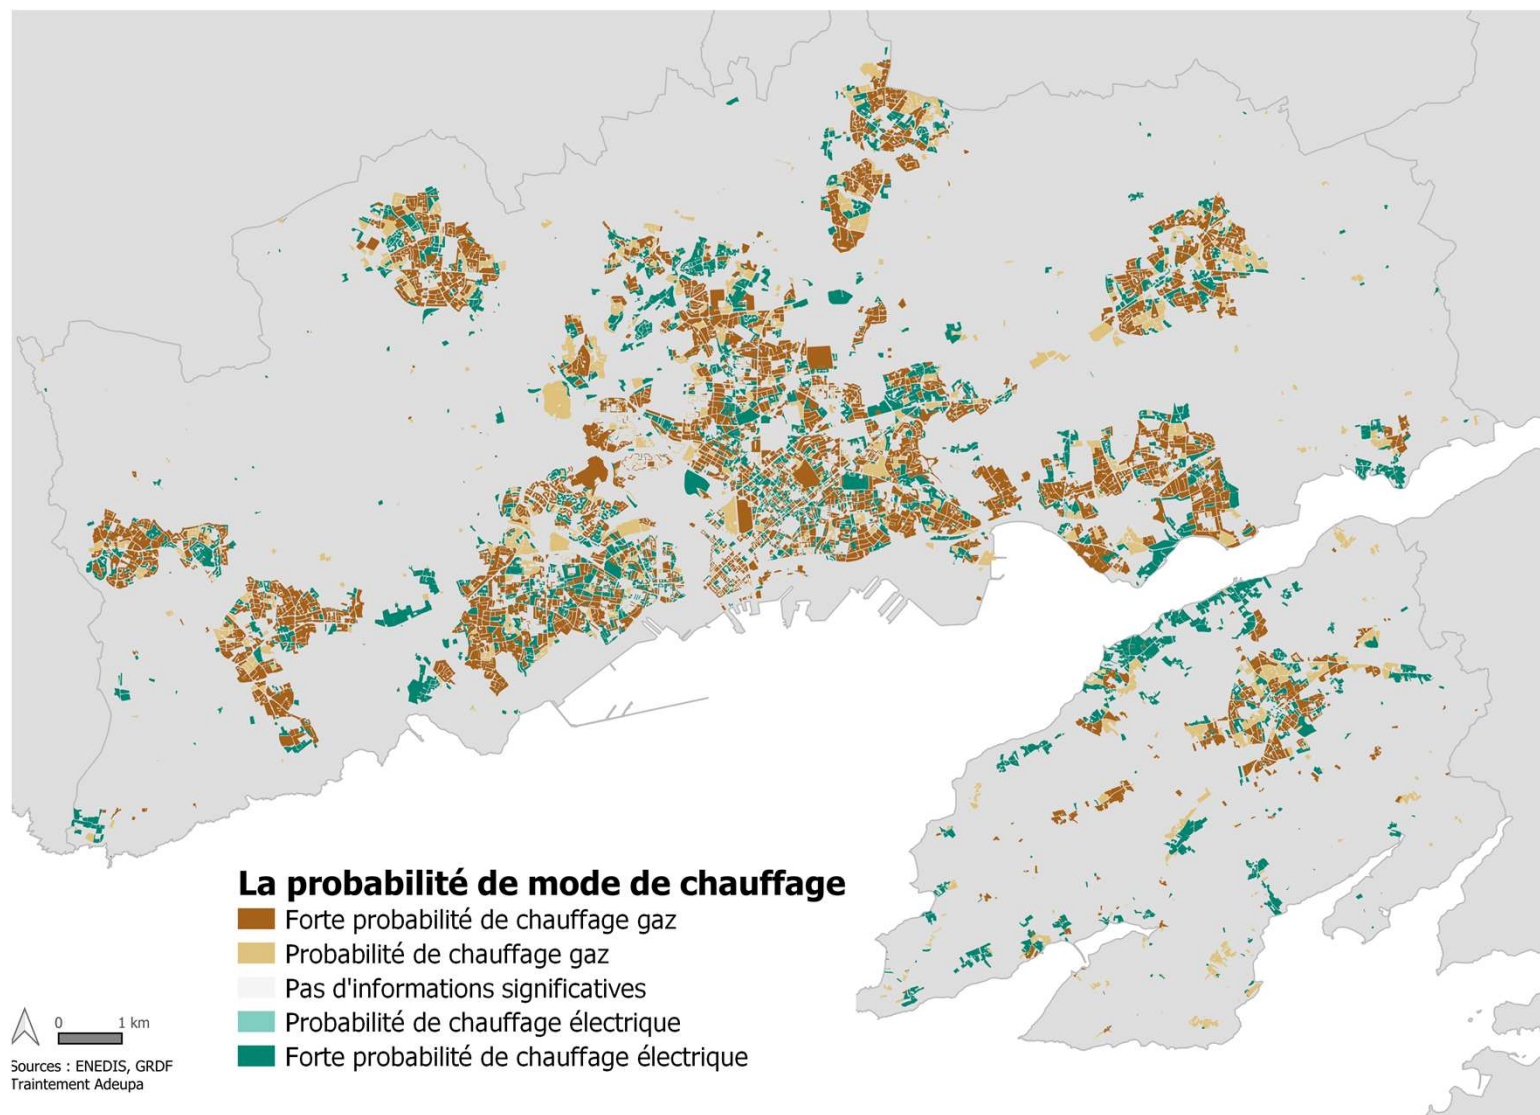 La probabilité de mode de chauffage
Forte probabilité de chauffage gaz
Probabilité de chauffage gaz
Pas d'informations significatives
Probabilité de chauffage électrique
Forte probabilité de chauffage électrique
0 1 km
Sources : ENEDIS, GRDF
Traintement Adeupa